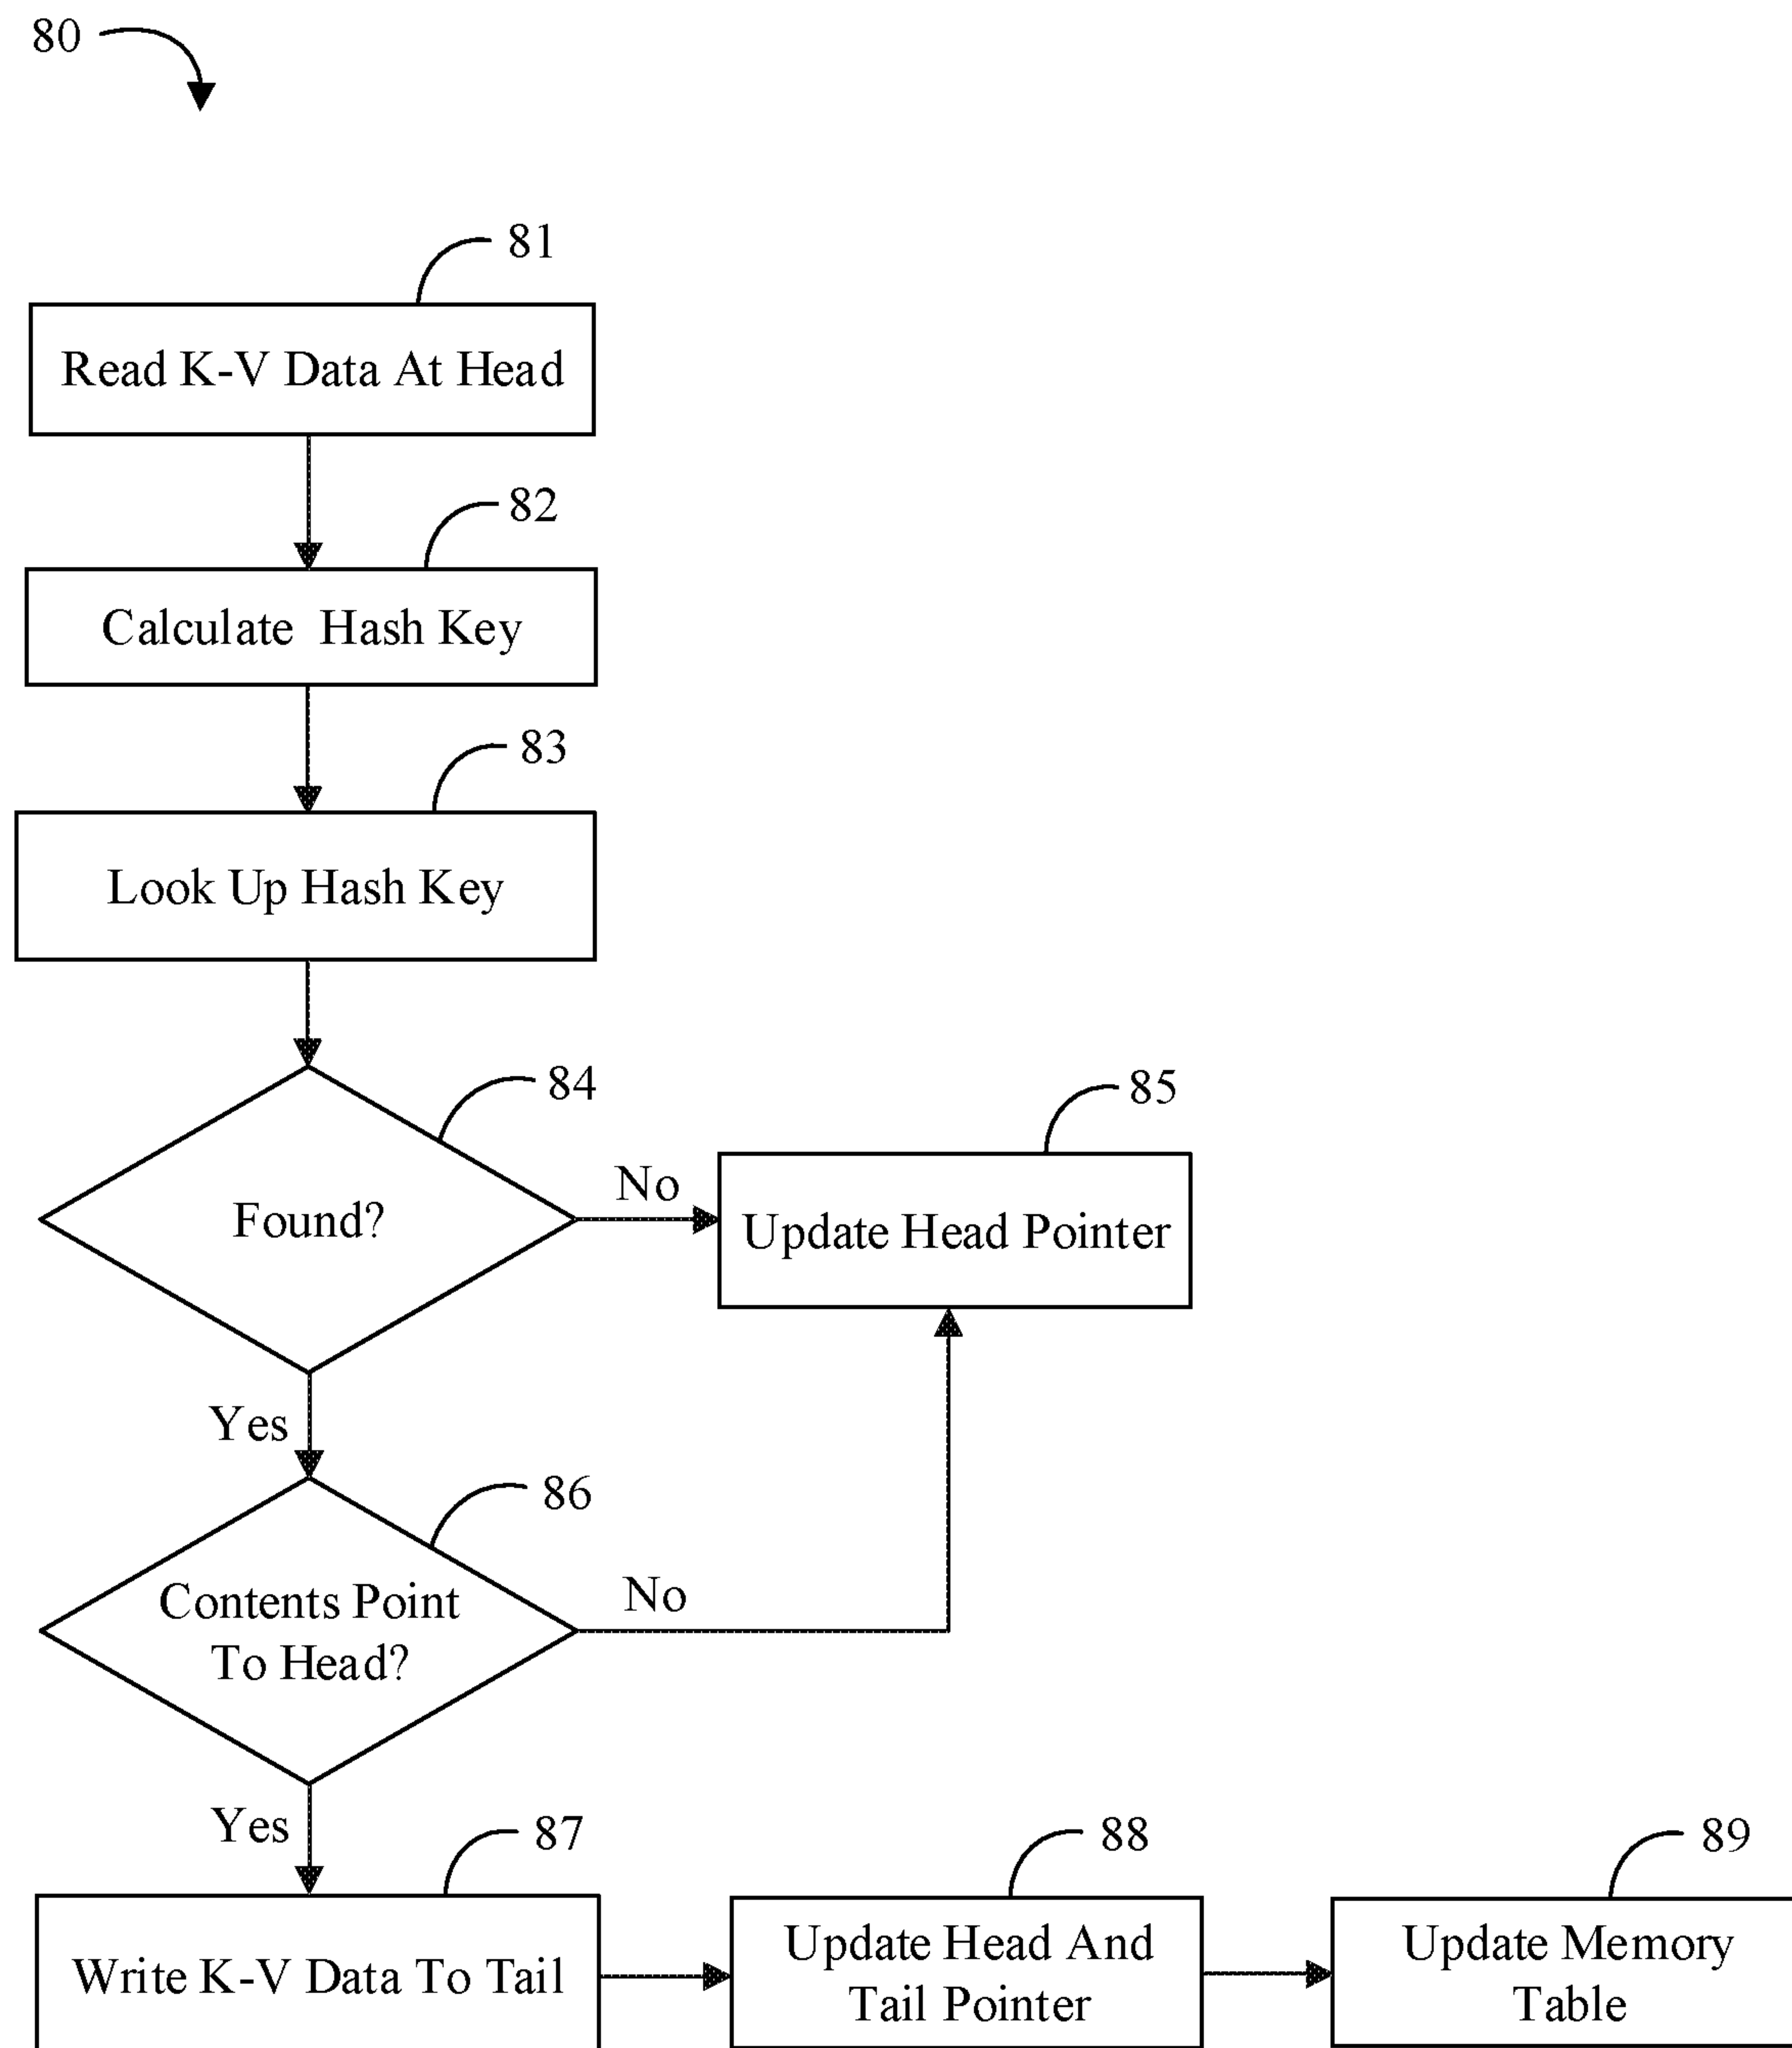 80
81
Read K-V Data At Head
82
Calculate Hash Key
83
Look Up Hash Key
84
Found?
No
85
Update Head Pointer
Yes
86
Contents Point
To Head?
No
Yes
87
Write K-V Data To Tail
88
Update Head And
Tail Pointer
89
Update Memory
Table